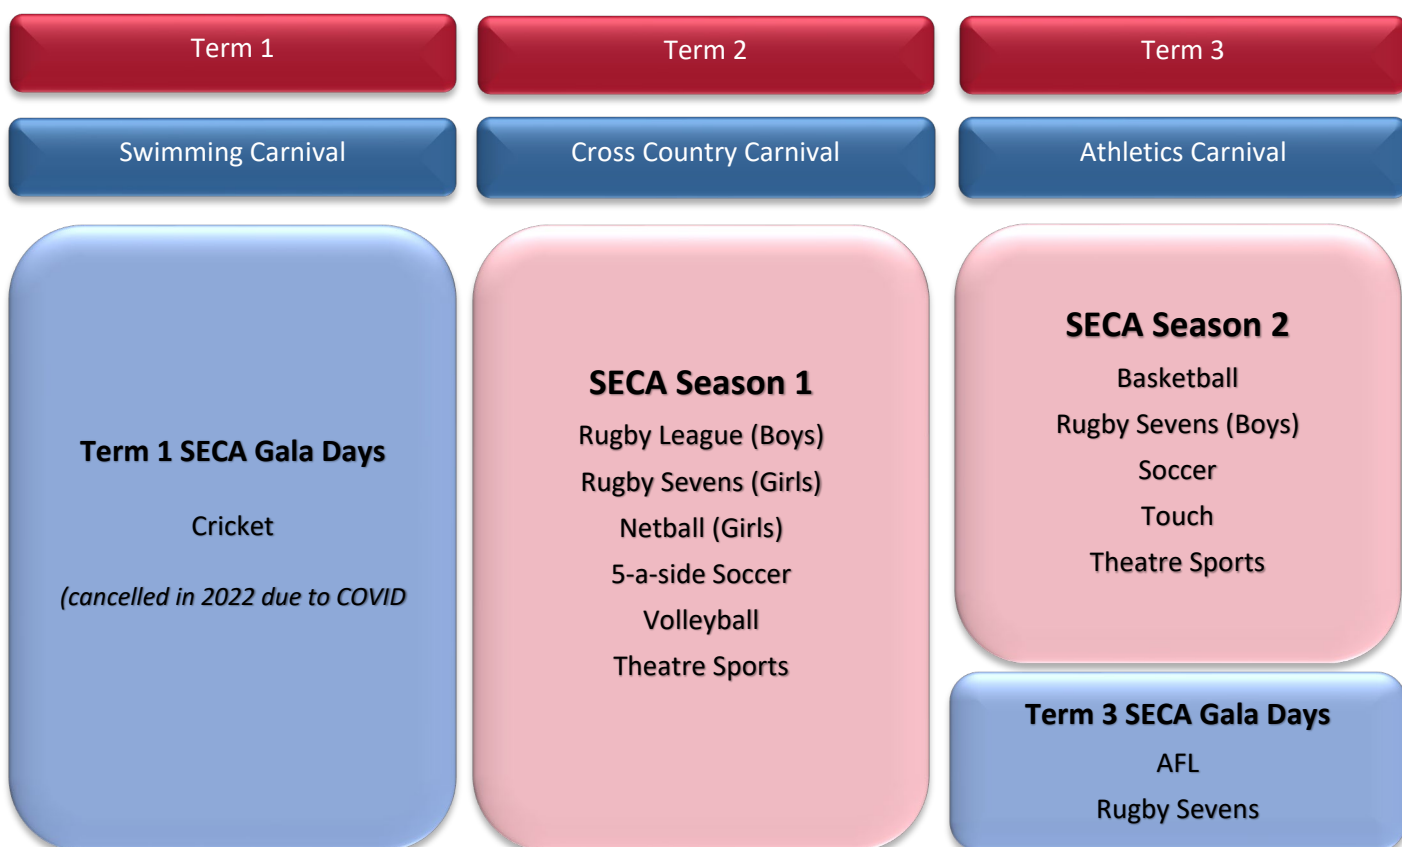 Term 1
Swimming Carnival
Term 1 SECA Gala Days
Cricket
(cancelled in 2022 due to COVID
Term 2
Cross Country Carnival
SECA Season 1
Rugby League (Boys)
Rugby Sevens (Girls)
Netball (Girls)
5-a-side Soccer
Volleyball
Theatre Sports
Term 3
Athletics Carnival
SECA Season 2
Basketball
Rugby Sevens (Boys)
Soccer
Touch
Theatre Sports
Term 3 SECA Gala Days
AFL
Rugby Sevens